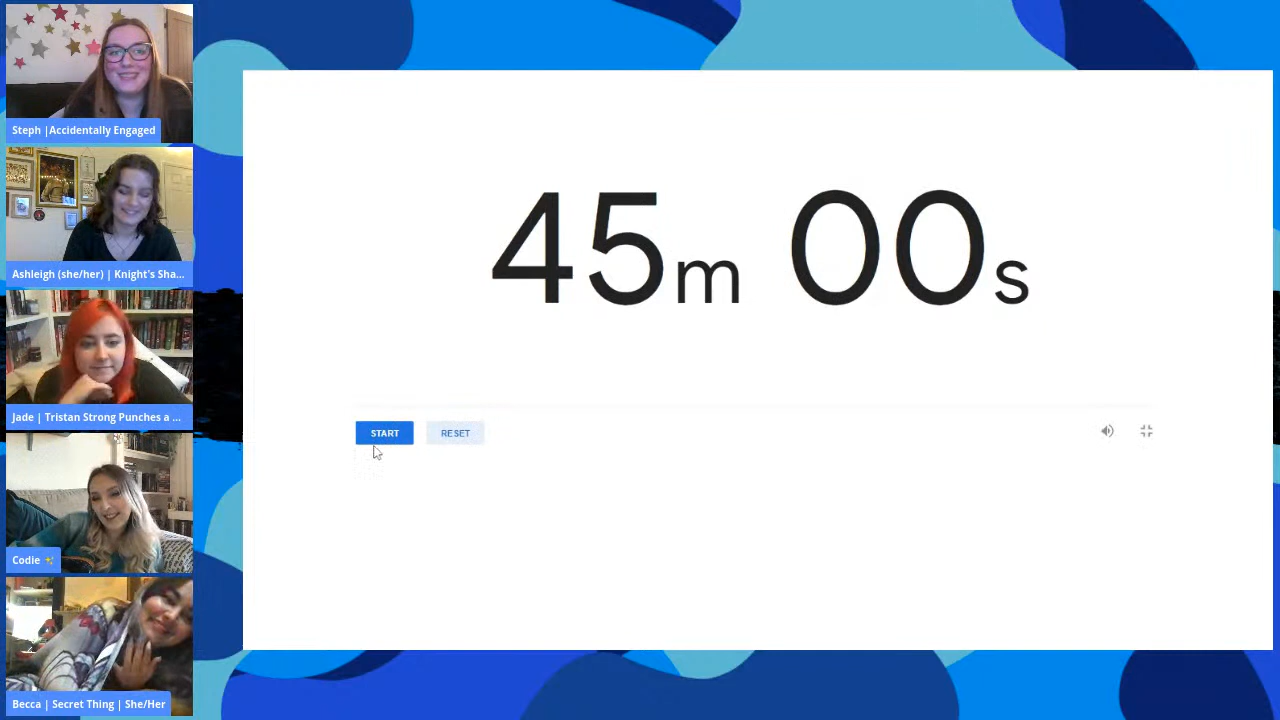 Steph |Accidentally Engaged
Ashleigh (she/her) | Knight's Sha...
Jade | Tristan Strong Punches a ...
Codie ✨
Becca | Secret Thing | She/Her
45m 00s
START
RESET